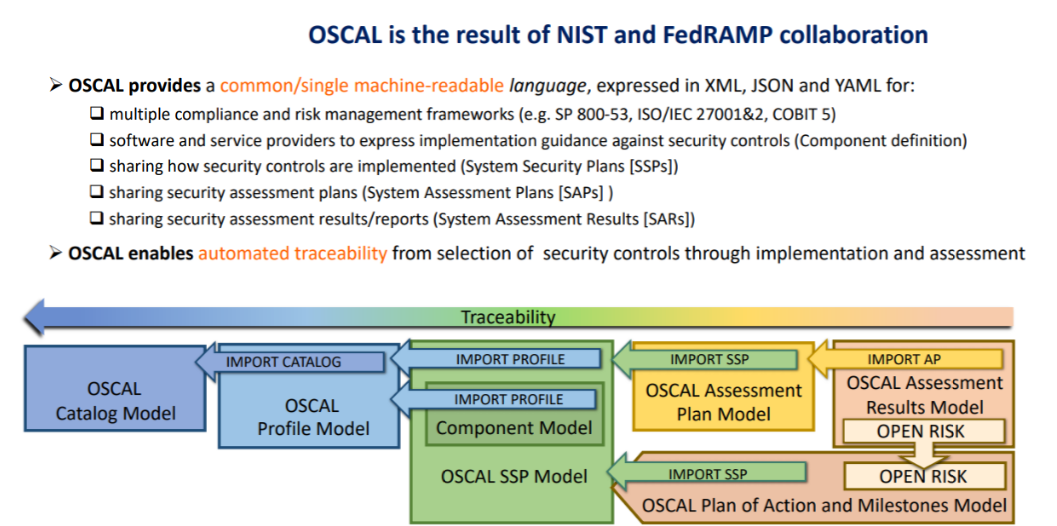 OSCAL is the result of NIST and FedRAMP collaboration
➢ OSCAL provides a common/single machine-readable language, expressed in XML, JSON and YAML for:
❑ multiple compliance and risk management frameworks (e.g. SP 800-53, ISO/IEC 27001&2, COBIT 5)
❑ software and service providers to express implementation guidance against security controls (Component definition)
❑ sharing how security controls are implemented (System Security Plans [SSPs])
❑ sharing security assessment plans (System Assessment Plans [SAPs] )
❑ sharing security assessment results/reports (System Assessment Results [SARs])
➢ OSCAL enables automated traceability from selection of security controls through implementation and assessment
Traceability
OSCAL
Catalog Model
IMPORT CATALOG
OSCAL
Profile Model
IMPORT PROFILE
IMPORT PROFILE
Component Model
OSCAL SSP Model
IMPORT SSP
OSCAL Assessment
Plan Model
IMPORT AP
OSCAL Assessment
Results Model
OPEN RISK
IMPORT SSP
OPEN RISK
OSCAL Plan of Action and Milestones Model